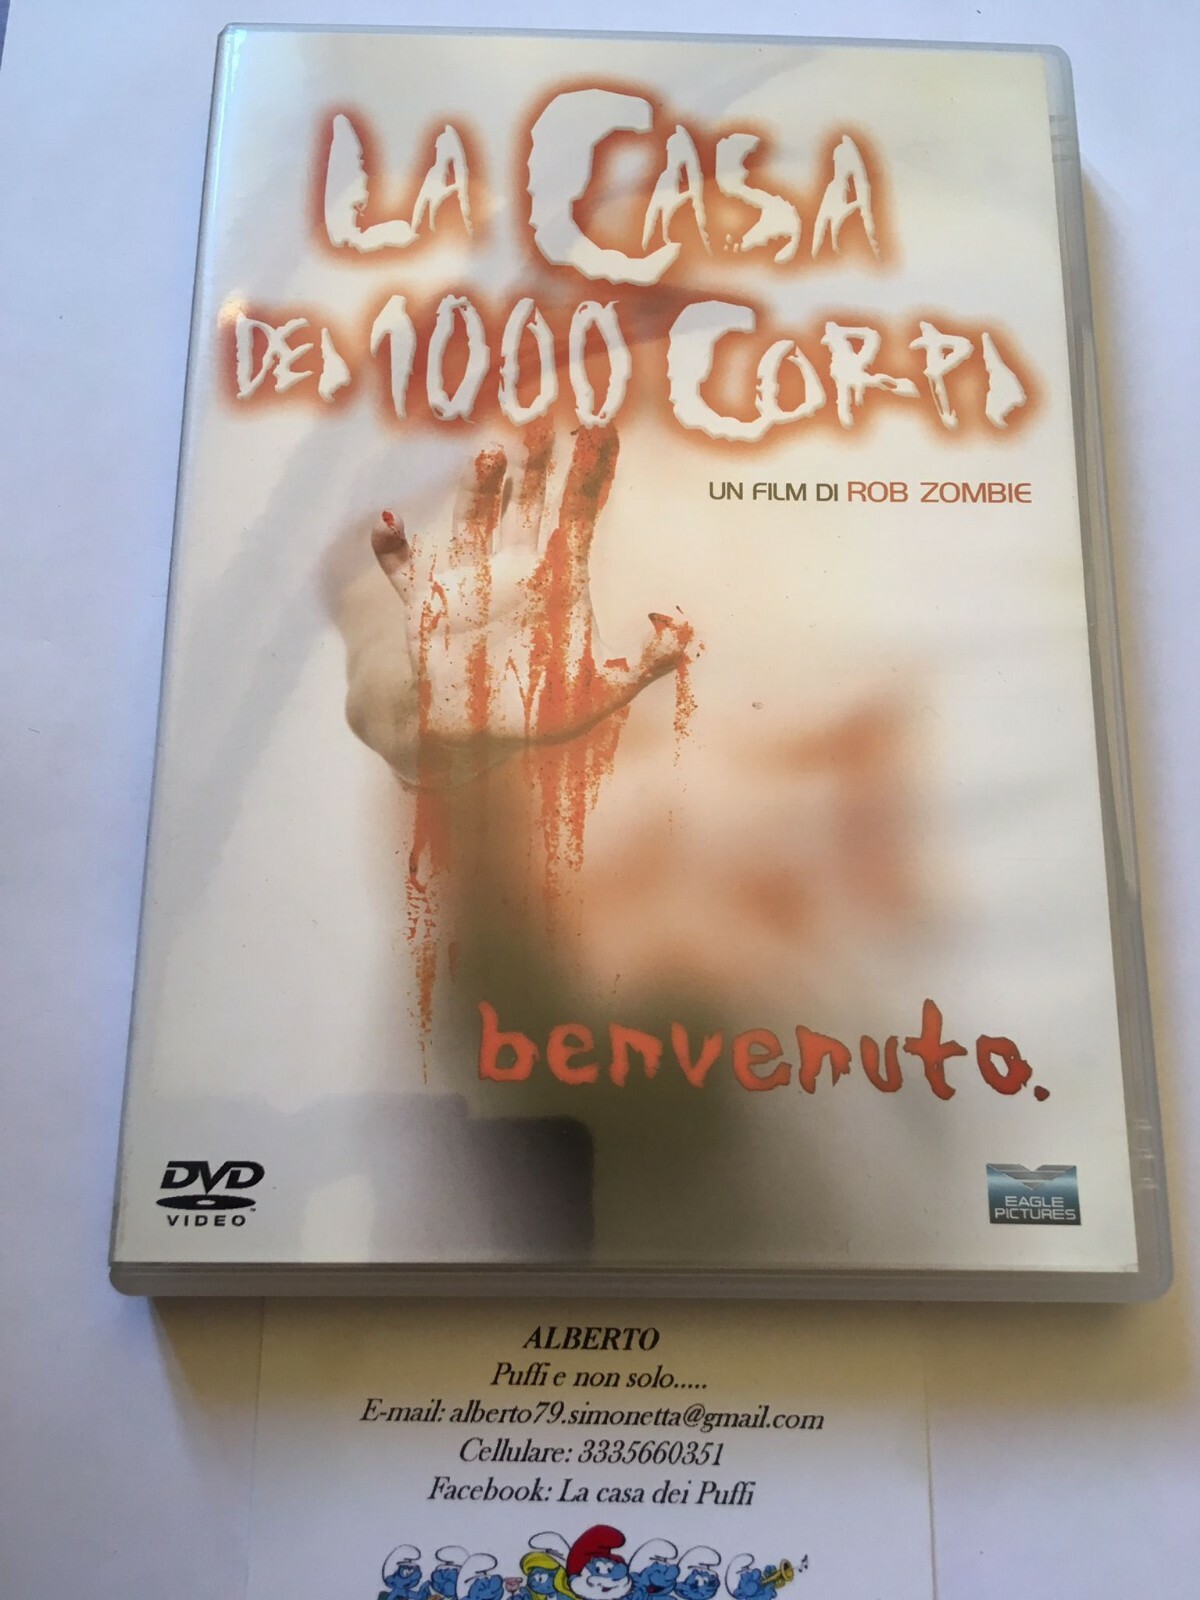 LA CASA
DEI 1000 CORPI
UN FILM DI ROB ZOMBIE
benvenuto.
DVD
VIDEO
EAGLE
PICTURES
ALBERTO
Puffi e non solo.....
E-mail: alberto79.simonetta@gmail.com
Cellulare: 3335660351
Facebook: La casa dei Puffi